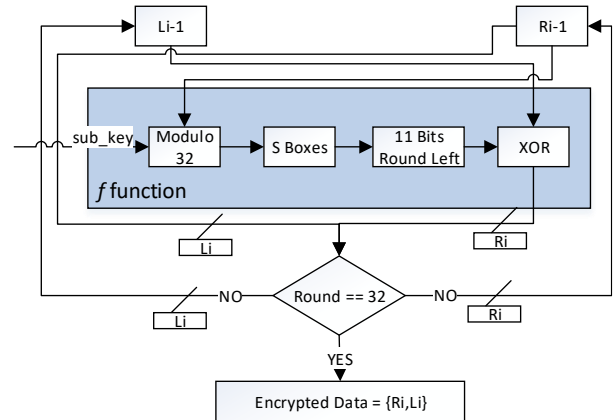 Li-1
Ri-1
sub_key
Modulo
32
S Boxes
11 Bits
Round Left
XOR
f function
Li
Ri
Round == 32
NO
NO
Li
Ri
YES
Encrypted Data = {Ri,Li}